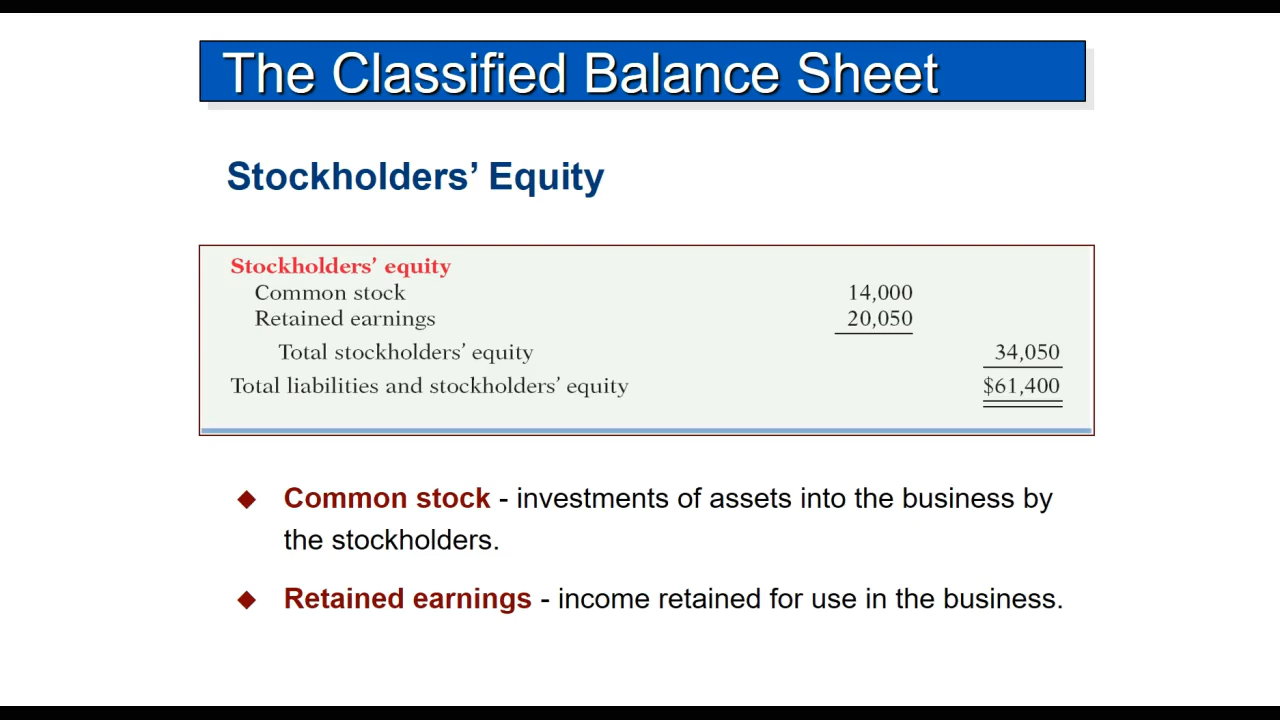 The Classified Balance Sheet
Stockholders’ Equity
Stockholders’ equity
Common stock 14,000
Retained earnings 20,050
Total stockholders’ equity 34,050
Total liabilities and stockholders’ equity $61,400
◆ Common stock - investments of assets into the business by
the stockholders.
◆ Retained earnings - income retained for use in the business.